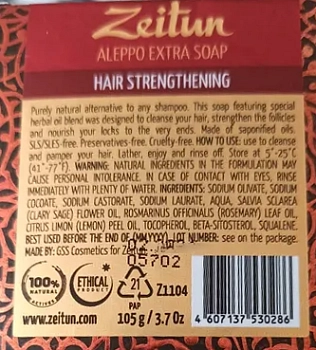 Zeitun
ALEPPO EXTRA SOAP
HAIR STRENGTHENING
Purely natural alternative to any shampoo. This soap featuring special
herbal oil blend was designed to cleanse your hair, strengthen the follicles
and nourish your locks to the very ends. Made of saponified oils.
SLS/SLES-free. Preservatives-free. Cruelty-free. HOW TO USE: use to cleanse
and pamper your hair. Lather, enjoy and rinse off. Store at 5°-25°C
(41°-77°F). WARNING: NATURAL INGREDIENTS IN THE FORMULATION MAY
CAUSE PERSONAL INTOLERANCE. IN CASE OF CONTACT WITH EYES, RINSE
IMMEDIATELY WITH PLENTY OF WATER. INGREDIENTS: SODIUM OLIVATE, SODIUM
COCOATE, SODIUM CASTORATE, SODIUM LAURATE, AQUA, SALVIA SCLAREA
(CLARY SAGE) FLOWER OIL, ROSMARINUS OFFICINALIS (ROSEMARY) LEAF OIL,
CITRUS LIMON (LEMON) PEEL OIL, TOCOPHEROL, BETA-SITOSTEROL, SQUALENE.
BEST USED BEFORE THE END OF (MM/YYYY), LOT NUMBER: see on the package.
MADE BY: GSS Cosmetics for Zeitun
05702
100%
NATURAL
ACTIVES
ETHICAL
PRODUCT
21
PAP
Z1104
www.zeitun.com
105 g / 3.7 Oz
4 607137 530286